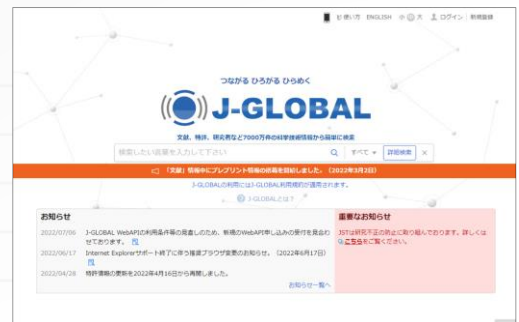 使い方 ENGLISH 小 中 大 ログイン 新規登録
つながる ひろがる ひらめく
J-GLOBAL
文献、特許、研究者など7000万件の科学技術情報から簡単に検索
検索したい言葉を入力して下さい すべて 詳細検索 ×
「文献」情報中にプレプリント情報の収録を開始しました。（2022年3月2日）
J-GLOBALの利用にはJ-GLOBAL利用規約が適用されます。
J-GLOBALとは？
お知らせ
2022/07/06 J-GLOBAL WebAPIの利用条件等の見直しのため、新規のWebAPI申し込みの受付を見合わ
せております。
2022/06/17 Internet Explorerサポート終了に伴う推奨ブラウザ変更のお知らせ。（2022年6月17日）
2022/04/28 特許情報の更新を2022年4月16日から再開しました。
お知らせ一覧へ
重要なお知らせ
JSTは研究不正の防止に取り組んでおります。詳しくは
こちらをご覧ください。